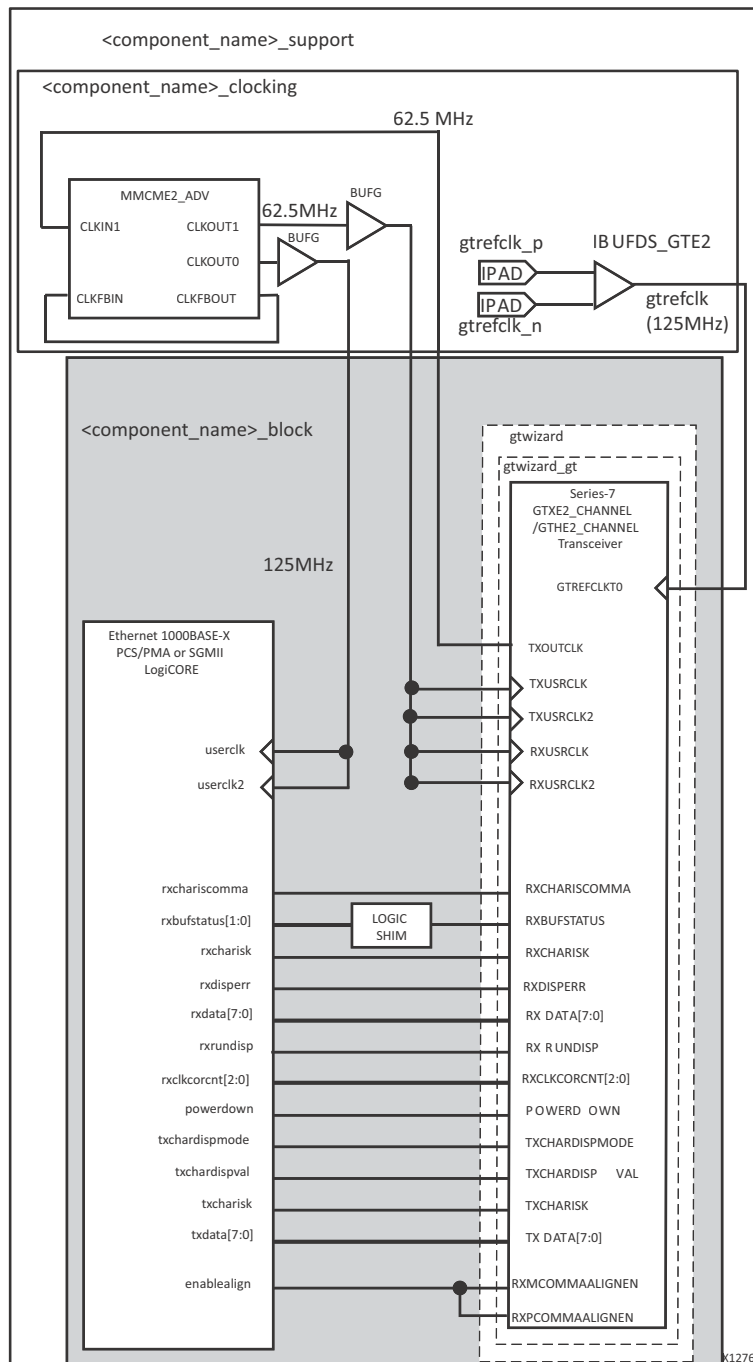 <component_name>_support
<component_name>_clocking
62.5 MHz
MMCME2_ADV
CLKIN1
CLKOUT1
CLKOUT0
CLKFBIN
CLKFBOUT
62.5MHz
BUFG
BUFG
gtrefclk_p
IPAD
IPAD
gtrefclk_n
IBUFDS_GTE2
gtrefclk
(125MHz)
<component_name>_block
gtwizard
gtwizard_gt
Series-7
GTXE2_CHANNEL
/GTHE2_CHANNEL
Transceiver
GTREFCLKT0
125MHz
Ethernet 1000BASE-X
PCS/PMA or SGMII
LogiCORE
TXOUTCLK
TXUSRCLK
TXUSRCLK2
RXUSRCLK
RXUSRCLK2
userclk
userclk2
rxchariscomma
RXCHARISCOMMA
rxbufstatus[1:0]
LOGIC
SHIM
RXBUFSTATUS
rxcharisk
RXCHARISK
rxdisperr
RXDISPERR
rxdata[7:0]
RX DATA[7:0]
rxrundisp
RX R UNDISP
rxclkcorcnt[2:0]
RXCLKCORCNT[2:0]
powerdown
POWERD OWN
txchardispmode
TXCHARDISPMODE
txchardispval
TXCHARDISP VAL
txcharisk
TXCHARISK
txdata[7:0]
TX DATA[7:0]
enablealign
RXMCOMMAALIGNEN
RXPCOMMAALIGNEN
X1276